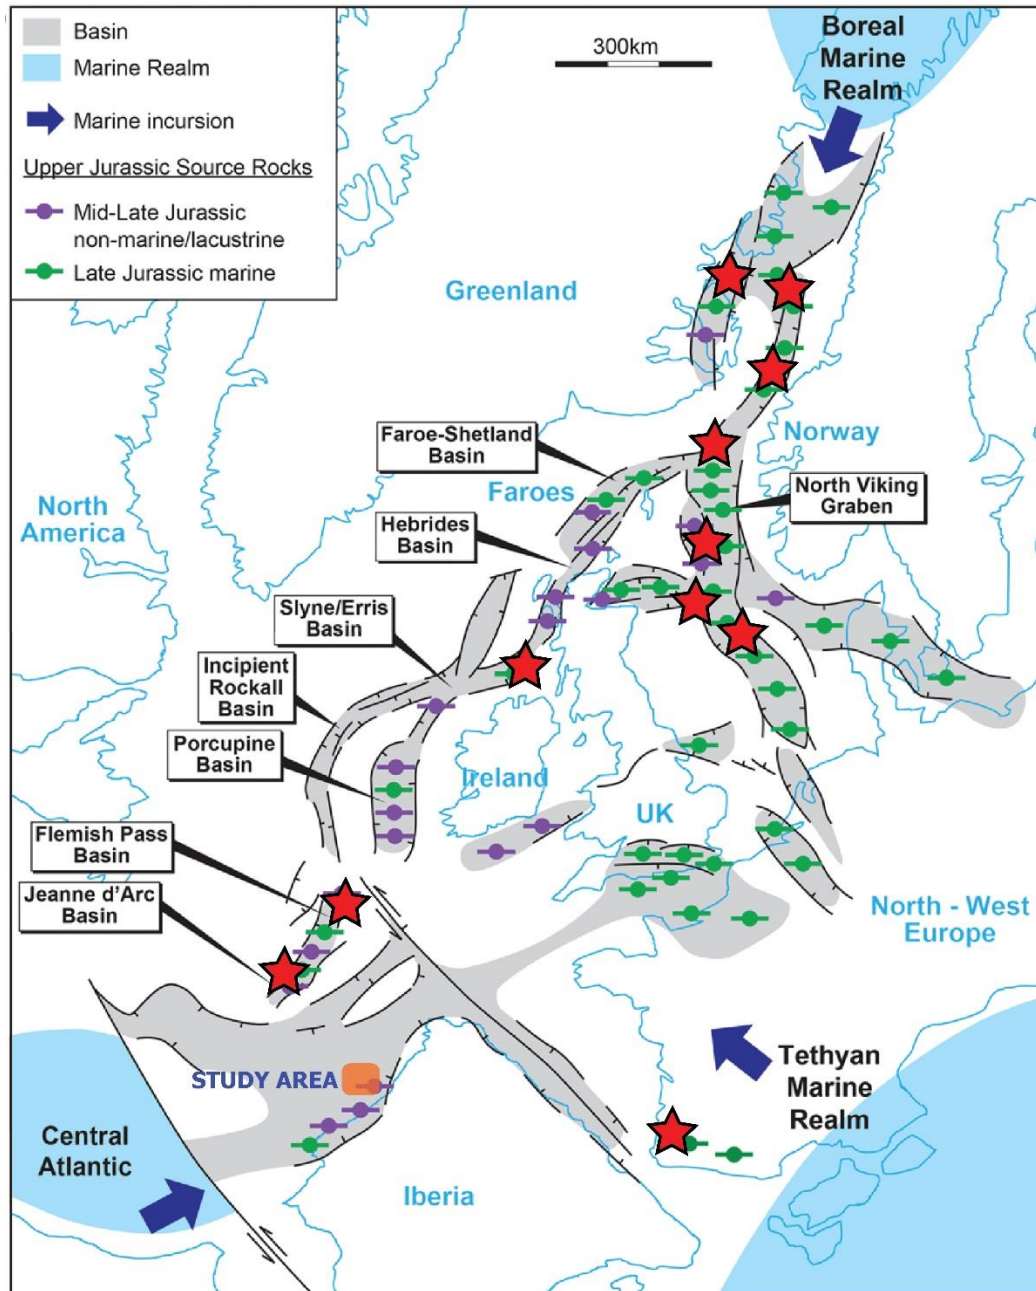 Basin
Marine Realm
Marine incursion
Upper Jurassic Source Rocks
Mid-Late Jurassic
non-marine/lacustrine
Late Jurassic marine
300km
Boreal
Marine
Realm
Greenland
Norway
Faroe-Shetland
Basin
Faroes
North Viking
Graben
North
America
Hebrides
Basin
Slyne/Erris
Basin
Incipient
Rockall
Basin
Porcupine
Basin
Ireland
UK
Flemish Pass
Basin
Jeanne d'Arc
Basin
North - West
Europe
STUDY AREA
Tethyan
Marine
Realm
Central
Atlantic
Iberia